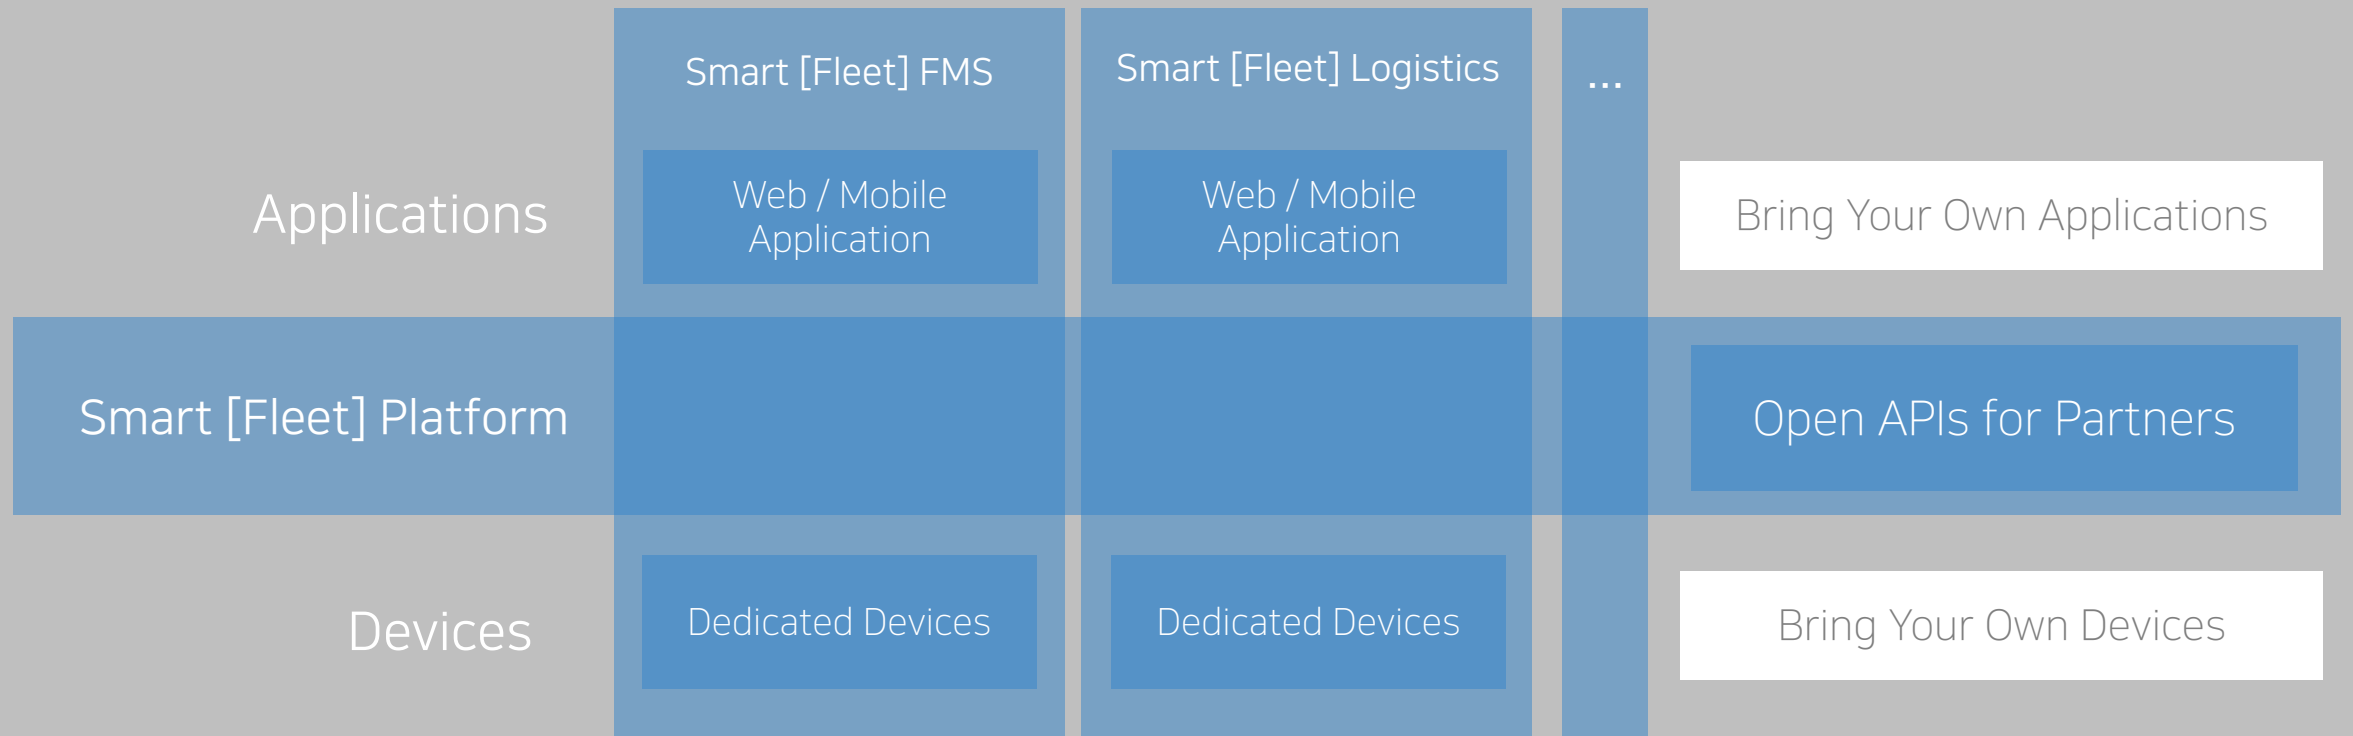 Smart [Fleet] FMS
Smart [Fleet] Logistics
...
Applications
Web / Mobile
Application
Web / Mobile
Application
Bring Your Own Applications
Smart [Fleet] Platform
Open APIs for Partners
Devices
Dedicated Devices
Dedicated Devices
Bring Your Own Devices